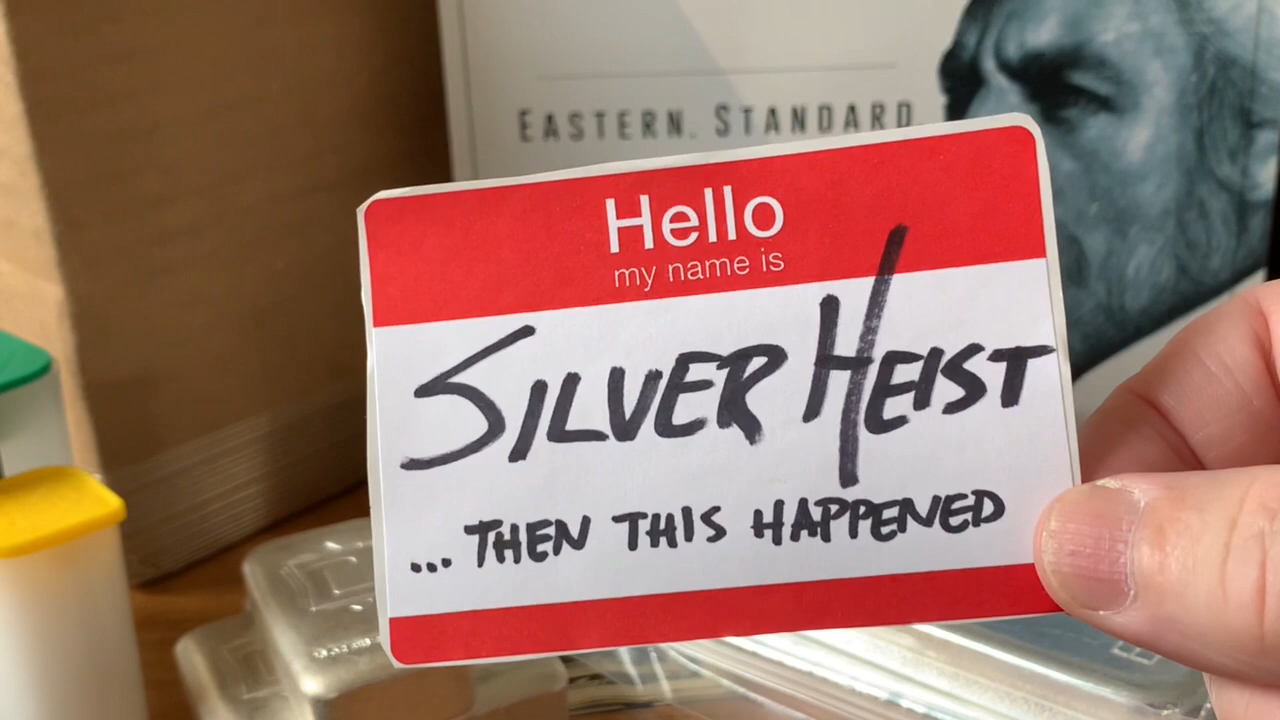 EASTERN. STANDARD
Hello
my name is
SILVER HEIST
...THEN THIS HAPPENED